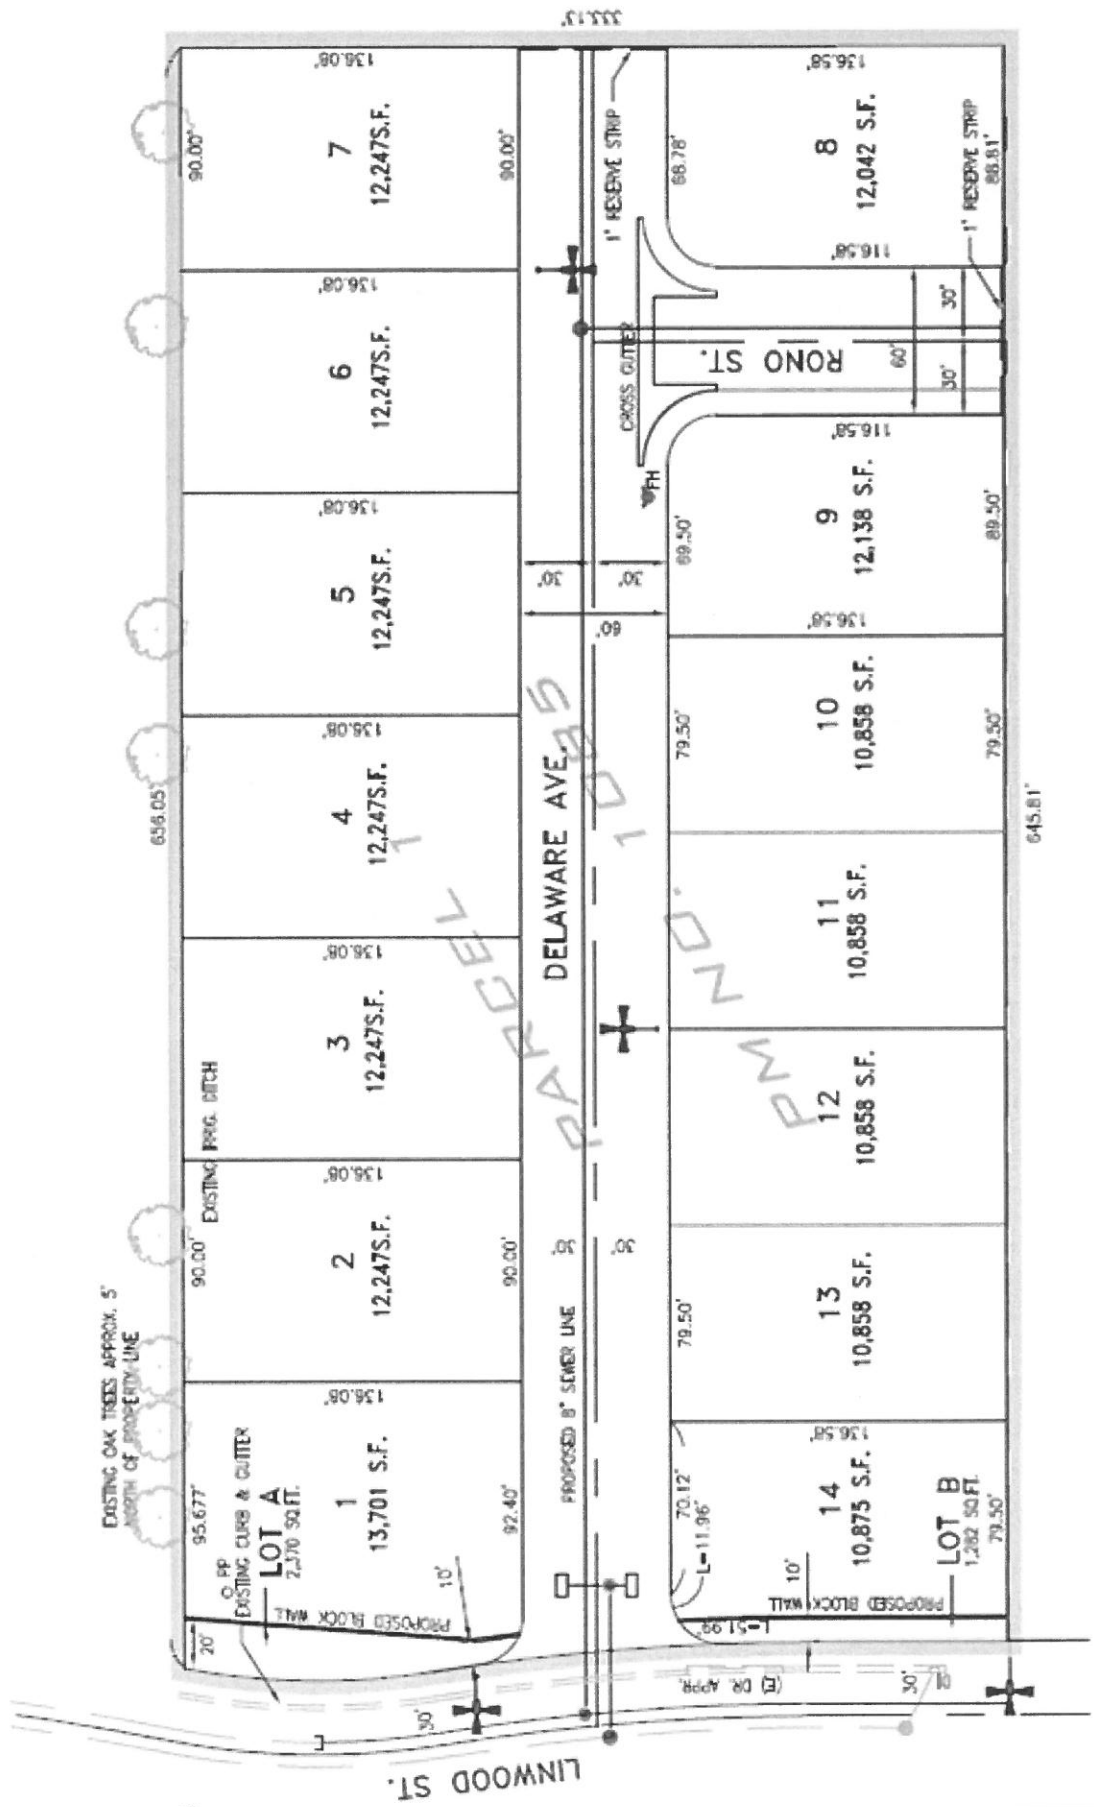 333.13'
136.08'
90.00'
7
12,247S.F.
90.00'
136.08'
6
12,247S.F.
136.08'
5
12,247S.F.
136.08'
4
12,247S.F.
136.08'
3
12,247S.F.
136.08'
90.00'
2
12,247S.F.
90.00'
136.08'
95.677'
1
13,701 S.F.
92.40'
656.05'
EXISTING IRRIG. DITCH
EXISTING OAK TREES APPROX. 5'
NORTH OF PROPERTY LINE
PP
EXISTING CURB & GUTTER
LOT A
2,370 SQ.FT.
PROPOSED BLOCK WALL
10'
20'
1' RESERVE STRIP
CROSS GUTTER
FH
30'
30'
60'
DELAWARE AVE.
PARCEL 1
PM NO. 1085
30'
30'
PROPOSED 8" SEWER LINE
136.58'
68.78'
8
12,042 S.F.
88.81'
1' RESERVE STRIP
116.58'
RONO ST.
60'
30'
30'
116.58'
9
12,138 S.F.
89.50'
136.58'
79.50'
10
10,858 S.F.
79.50'
11
10,858 S.F.
12
10,858 S.F.
79.50'
13
10,858 S.F.
136.58'
70.12'
L=11.96'
14
10,875 S.F.
79.50'
LOT B
1,282 SQ.FT.
10'
PROPOSED BLOCK WALL
L=51.99'
645.81'
(E) DR. APPR.
30'
DI
LINWOOD ST.